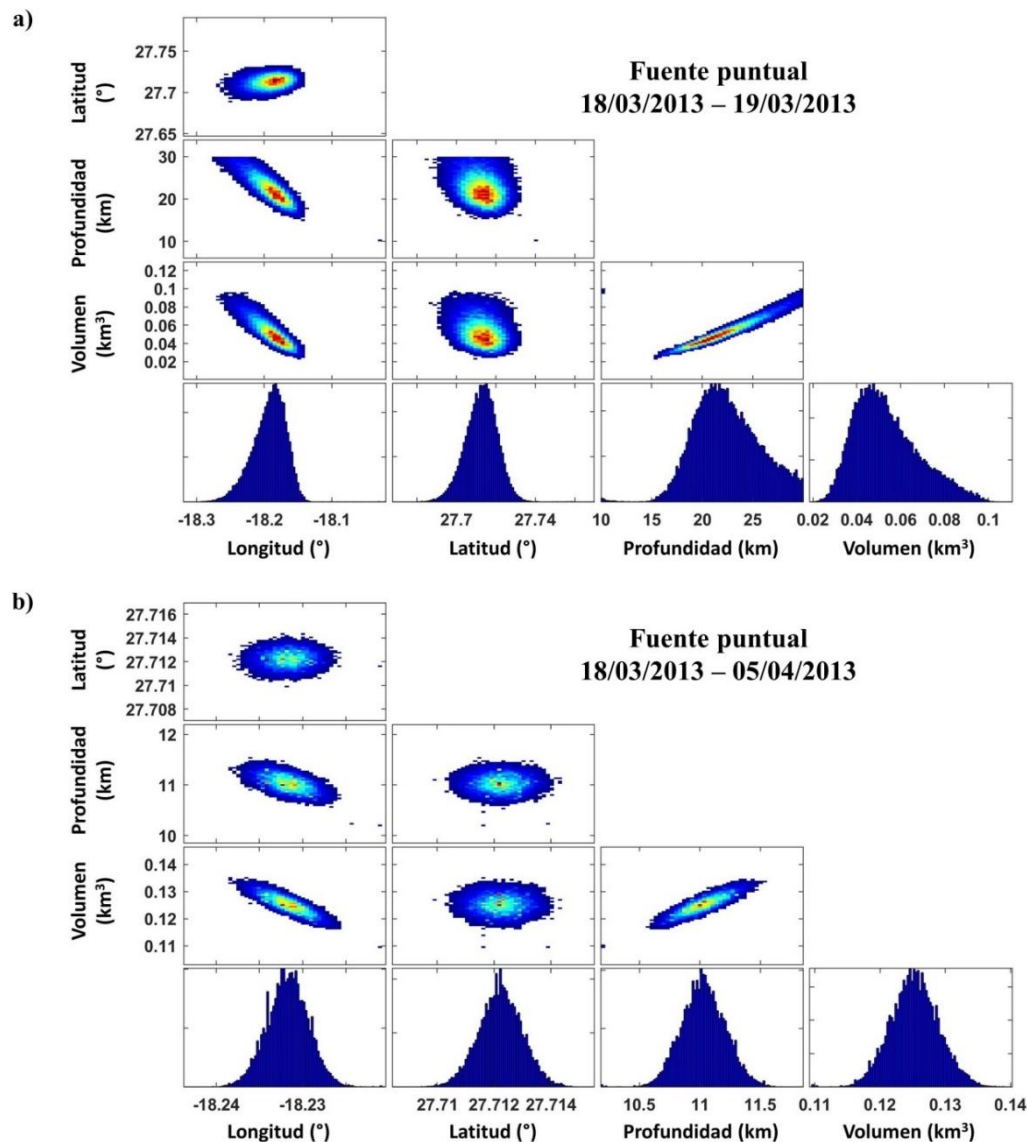 a)
Fuente puntual
18/03/2013 – 19/03/2013
Latitud
(°)
27.75
27.7
27.65
Profundidad
(km)
30
20
10
Volumen
(km³)
0.12
0.1
0.08
0.06
0.04
0.02
-18.3 -18.2 -18.1
Longitud (°)
27.7 27.74
Latitud (°)
10 15 20 25
Profundidad (km)
0.02 0.04 0.06 0.08 0.1
Volumen (km³)
b)
Fuente puntual
18/03/2013 – 05/04/2013
Latitud
(°)
27.716
27.714
27.712
27.71
27.708
Profundidad
(km)
12
11
10
Volumen
(km³)
0.14
0.13
0.12
0.11
-18.24 -18.23
Longitud (°)
27.71 27.712 27.714
Latitud (°)
10.5 11 11.5
Profundidad (km)
0.11 0.12 0.13 0.14
Volumen (km³)